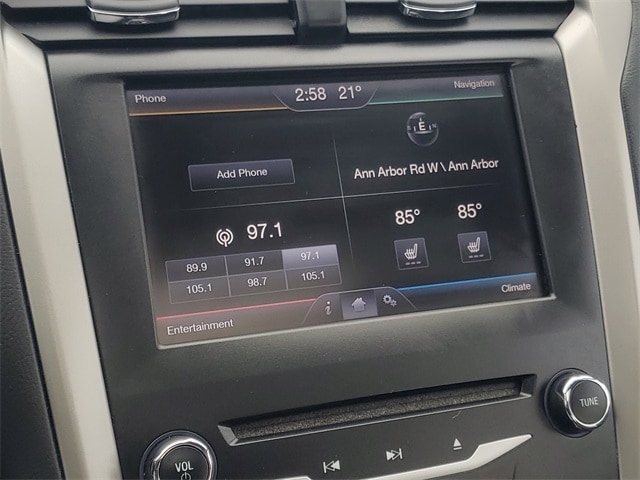 Phone 2:58 21° Navigation
E
Add Phone
Ann Arbor Rd W \ Ann Arbor
97.1
85° 85°
89.9 91.7 97.1
105.1 98.7 105.1
i
Entertainment
Climate
VOL
TUNE